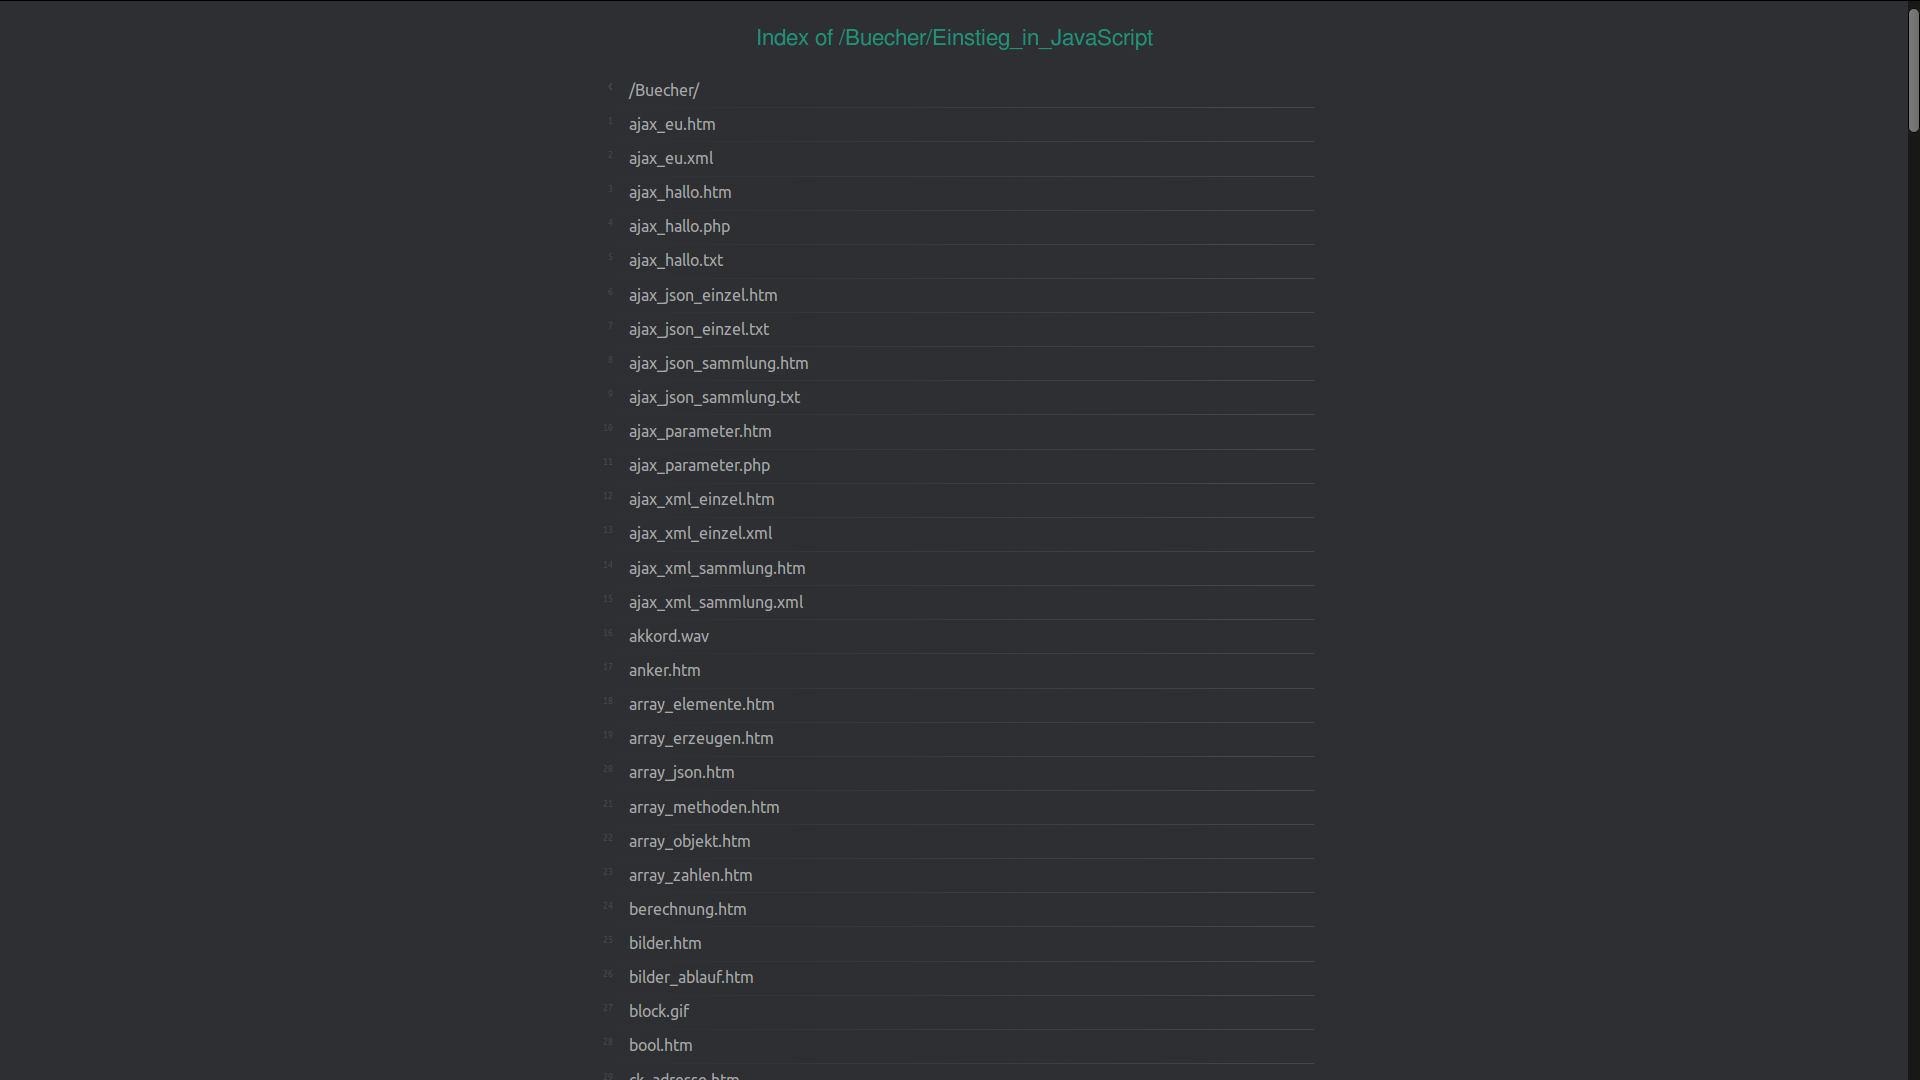 Index of /Buecher/Einstieg_in_JavaScript
< /Buecher/
1 ajax_eu.htm
2 ajax_eu.xml
3 ajax_hallo.htm
4 ajax_hallo.php
5 ajax_hallo.txt
6 ajax_json_einzel.htm
7 ajax_json_einzel.txt
8 ajax_json_sammlung.htm
9 ajax_json_sammlung.txt
10 ajax_parameter.htm
11 ajax_parameter.php
12 ajax_xml_einzel.htm
13 ajax_xml_einzel.xml
14 ajax_xml_sammlung.htm
15 ajax_xml_sammlung.xml
16 akkord.wav
17 anker.htm
18 array_elemente.htm
19 array_erzeugen.htm
20 array_json.htm
21 array_methoden.htm
22 array_objekt.htm
23 array_zahlen.htm
24 berechnung.htm
25 bilder.htm
26 bilder_ablauf.htm
27 block.gif
28 bool.htm
29 ck_adresse.htm